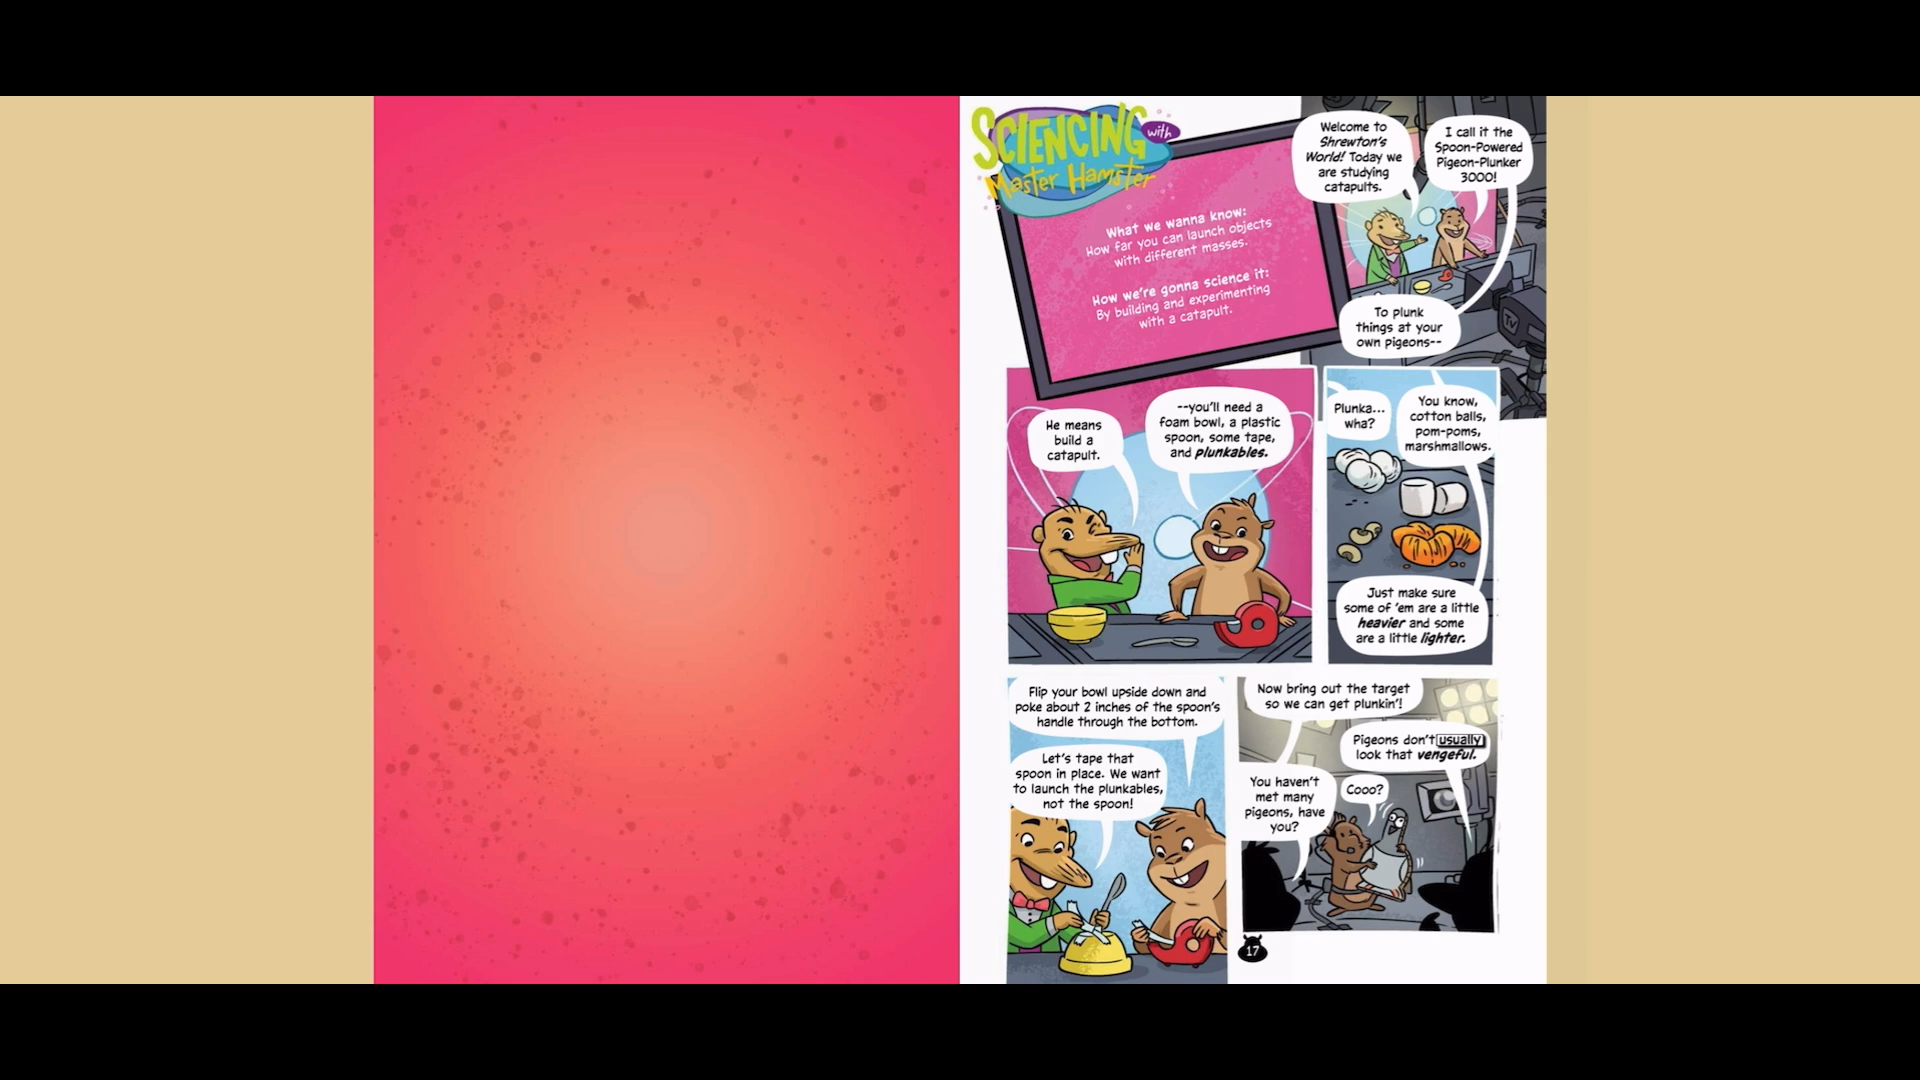 SCIENCING
with
Master Hamster
What we wanna know:
How far you can launch objects
with different masses.
How we're gonna science it:
By building and experimenting
with a catapult.
Welcome to
Shrewton's
World! Today we
are studying
catapults.
I call it the
Spoon-Powered
Pigeon-Plunker
3000!
To plunk
things at your
own pigeons--
TV
He means
build a
catapult.
--you'll need a
foam bowl, a plastic
spoon, some tape,
and plunkables.
Plunka...
wha?
You know,
cotton balls,
pom-poms,
marshmallows.
Just make sure
some of 'em are a little
heavier and some
are a little lighter.
Flip your bowl upside down and
poke about 2 inches of the spoon's
handle through the bottom.
Let's tape that
spoon in place. We want
to launch the plunkables,
not the spoon!
Now bring out the target
so we can get plunkin'!
Pigeons don't usually
look that vengeful.
You haven't
met many
pigeons, have
you?
Cooo?
17